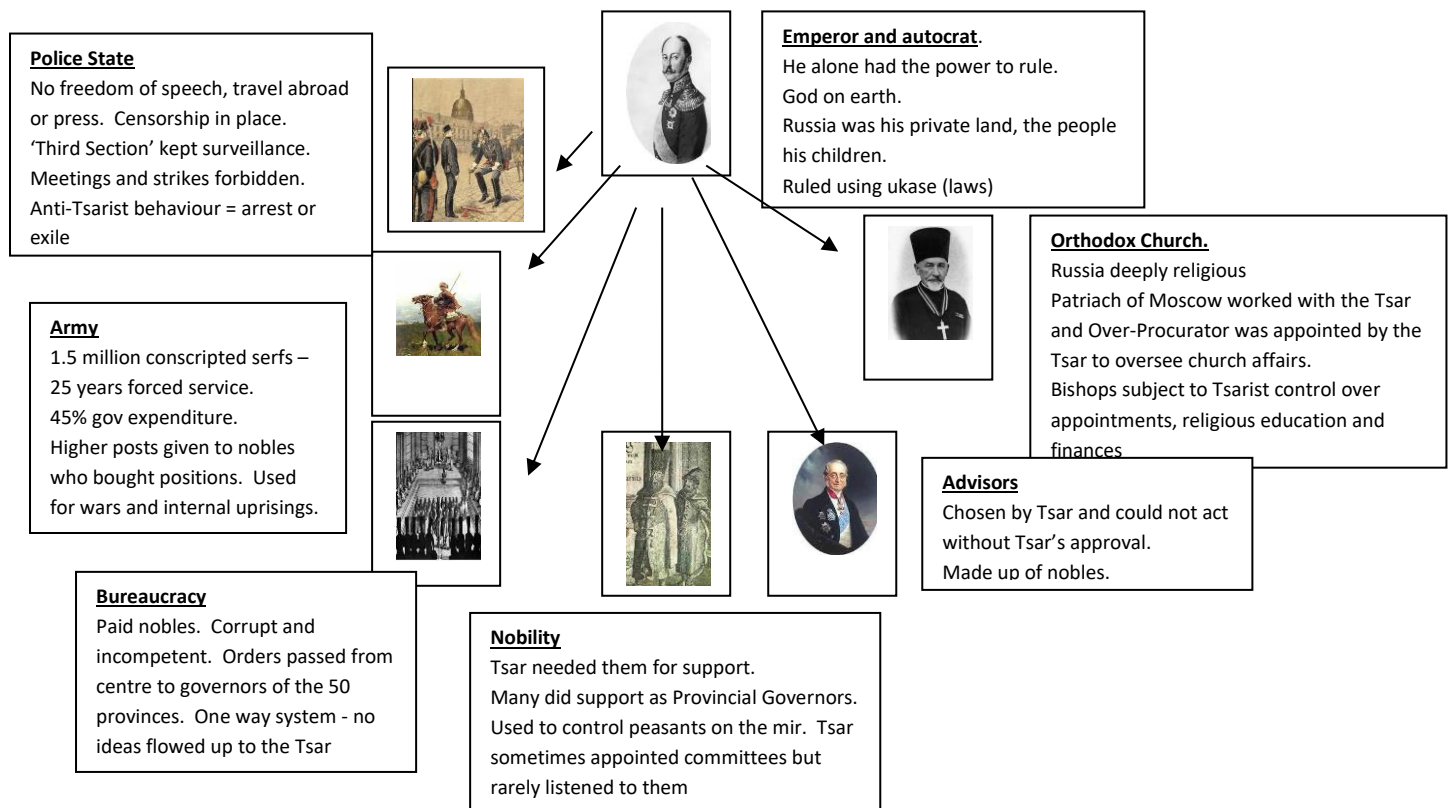 Police State
No freedom of speech, travel abroad
or press. Censorship in place.
‘Third Section’ kept surveillance.
Meetings and strikes forbidden.
Anti-Tsarist behaviour = arrest or
exile
Emperor and autocrat.
He alone had the power to rule.
God on earth.
Russia was his private land, the people
his children.
Ruled using ukase (laws)
Orthodox Church.
Russia deeply religious
Patriach of Moscow worked with the Tsar
and Over-Procurator was appointed by the
Tsar to oversee church affairs.
Bishops subject to Tsarist control over
appointments, religious education and
finances
Army
1.5 million conscripted serfs –
25 years forced service.
45% gov expenditure.
Higher posts given to nobles
who bought positions. Used
for wars and internal uprisings.
Advisors
Chosen by Tsar and could not act
without Tsar’s approval.
Made up of nobles.
Bureaucracy
Paid nobles. Corrupt and
incompetent. Orders passed from
centre to governors of the 50
provinces. One way system - no
ideas flowed up to the Tsar
Nobility
Tsar needed them for support.
Many did support as Provincial Governors.
Used to control peasants on the mir. Tsar
sometimes appointed committees but
rarely listened to them